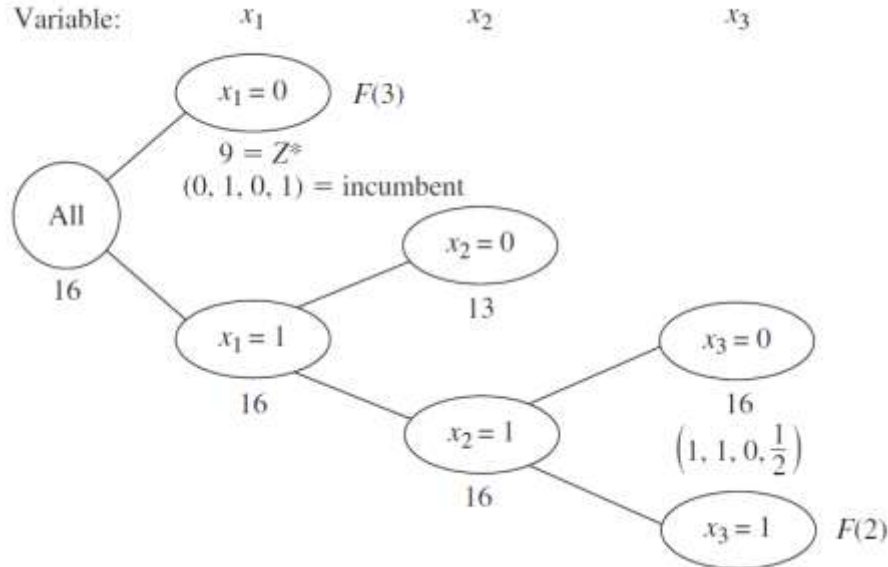 Variable: x₁ x₂ x₃
x₁ = 0 F(3)
9 = Z*
(0, 1, 0, 1) = incumbent
All
16
x₂ = 0
13
x₁ = 1
16
x₃ = 0
16
(1, 1, 0, 1/2)
x₂ = 1
16
x₃ = 1 F(2)